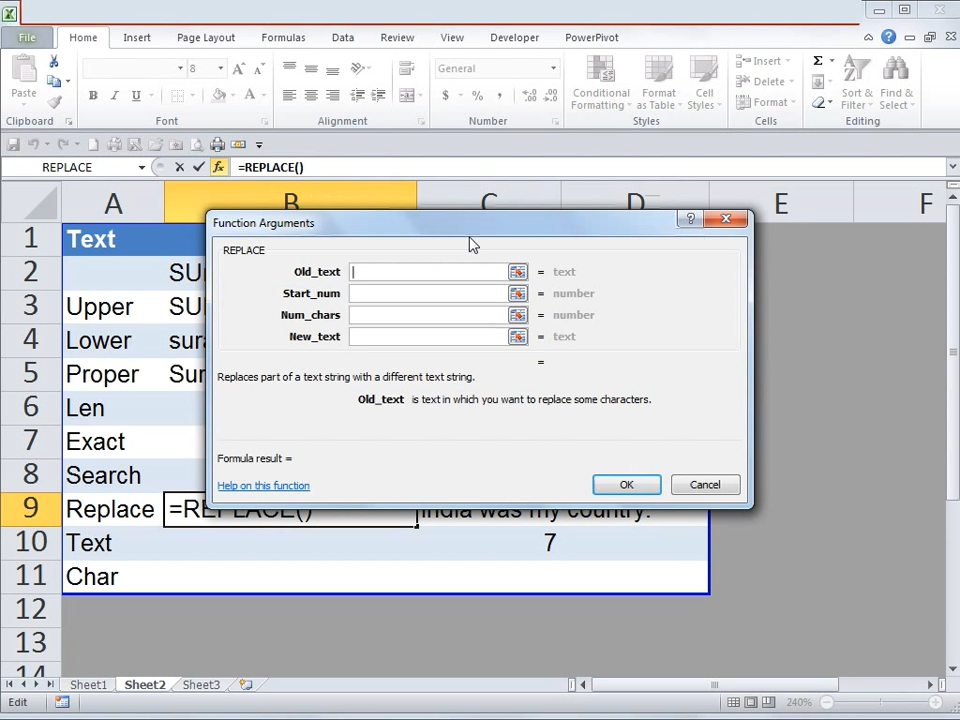 File Home Insert Page Layout Formulas Data Review View Developer PowerPivot
8 General Insert Σ
Delete
Paste B I U $ % , Conditional Formatting Format as Table Cell Styles Format Sort & Filter Find & Select
Clipboard Font Alignment Number Styles Cells Editing
REPLACE fx =REPLACE()
A B C D E F
1 Text
2 SU
3 Upper SU
4 Lower sur
5 Proper Sur
6 Len
7 Exact
8 Search
9 Replace =REPLACE() India was my country.
10 Text 7
11 Char
12
13
14
Function Arguments
REPLACE
Old_text = text
Start_num = number
Num_chars = number
New_text = text
=
Replaces part of a text string with a different text string.
Old_text is text in which you want to replace some characters.
Formula result =
Help on this function OK Cancel
Sheet1 Sheet2 Sheet3
Edit 240%